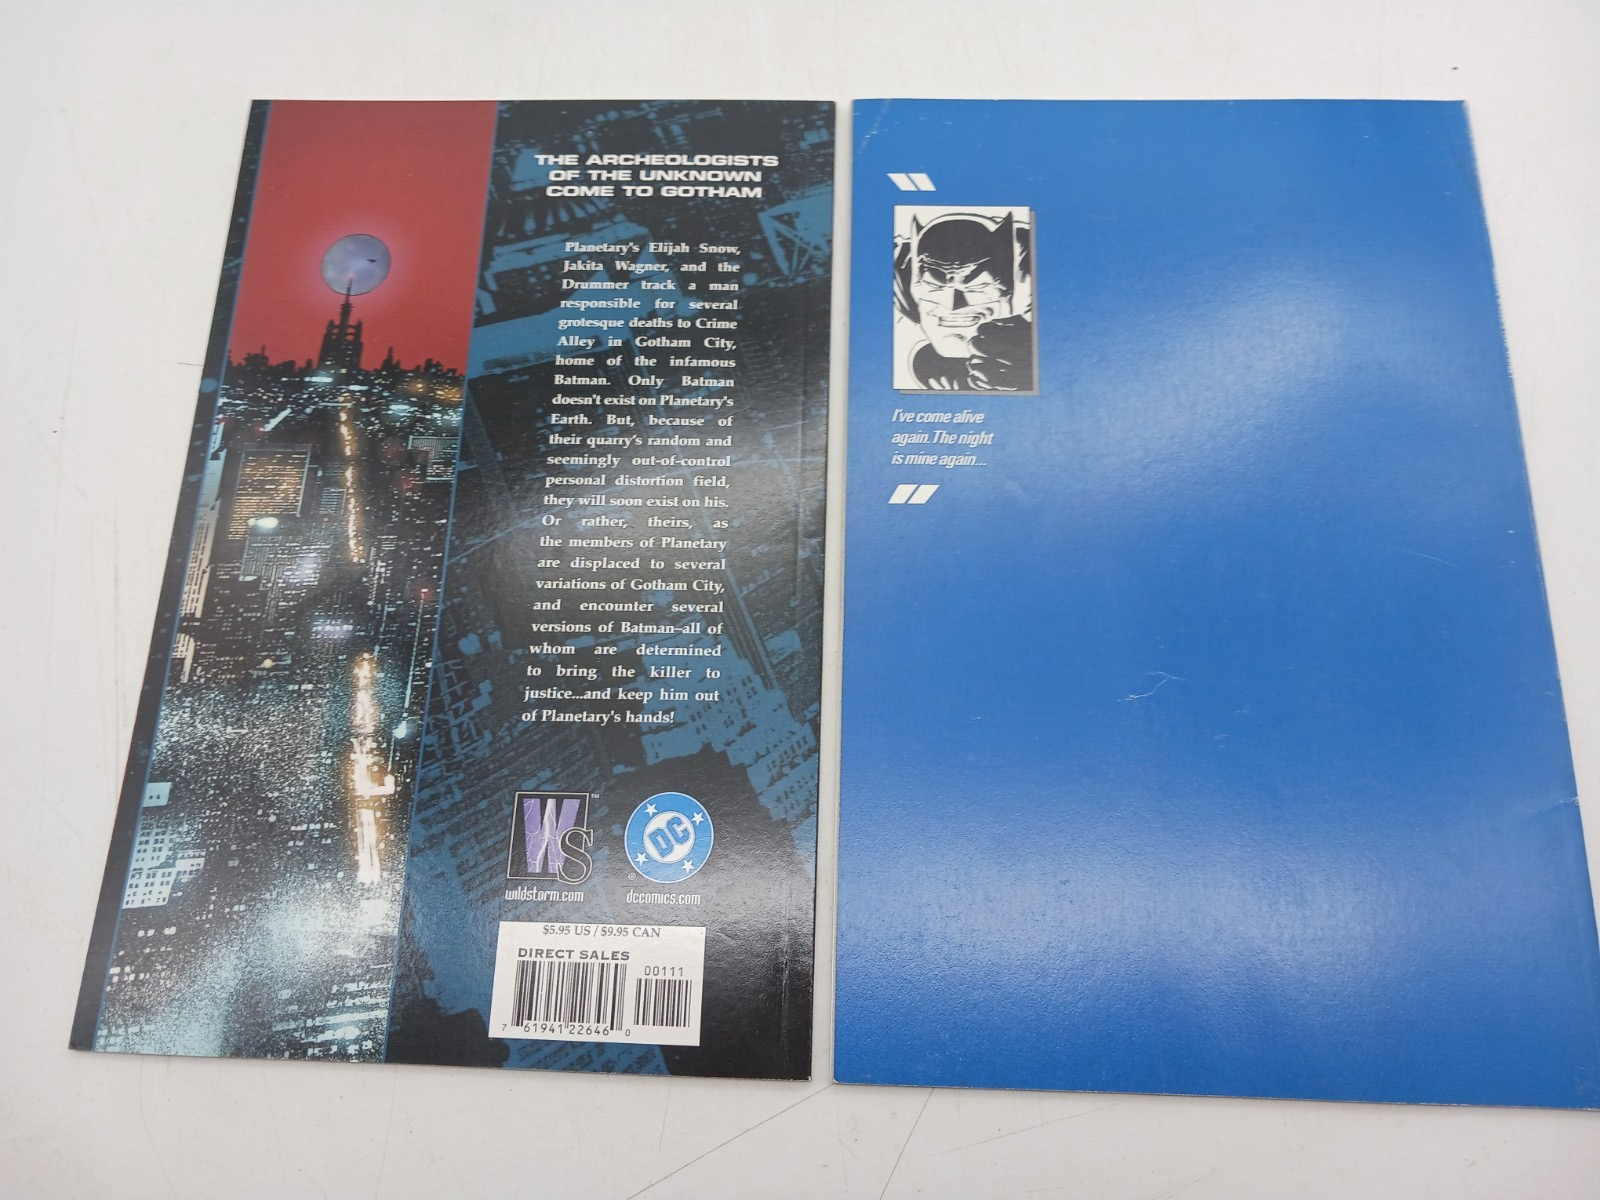 THE ARCHEOLOGISTS
OF THE UNKNOWN
COME TO GOTHAM
Planetary's Elijah Snow,
Jakita Wagner, and the
Drummer track a man
responsible for several
grotesque deaths to Crime
Alley in Gotham City,
home of the infamous
Batman. Only Batman
doesn't exist on Planetary's
Earth. But, because of
their quarry's random and
seemingly out-of-control
personal distortion field,
they will soon exist on his.
Or rather, theirs, as
the members of Planetary
are displaced to several
variations of Gotham City,
and encounter several
versions of Batman–all of
whom are determined
to bring the killer to
justice...and keep him out
of Planetary's hands!
WS™
wildstorm.com
DC®
dccomics.com
$5.95 US / $9.95 CAN
DIRECT SALES
00111
7 61941 22646 0
"
I've come alive
again. The night
is mine again...
"